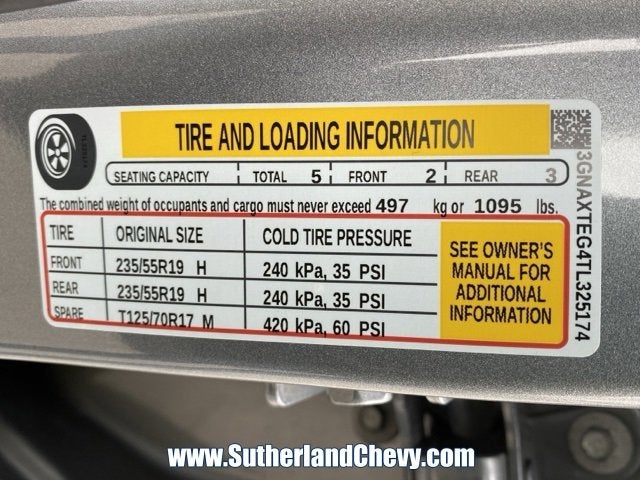 TIRE AND LOADING INFORMATION
SEATING CAPACITY TOTAL 5 FRONT 2 REAR 3
The combined weight of occupants and cargo must never exceed 497 kg or 1095 lbs.
TIRE ORIGINAL SIZE COLD TIRE PRESSURE
FRONT 235/55R19 H 240 kPa, 35 PSI
REAR 235/55R19 H 240 kPa, 35 PSI
SPARE T125/70R17 M 420 kPa, 60 PSI
SEE OWNER'S
MANUAL FOR
ADDITIONAL
INFORMATION
3GNAXTEG4TL325174
www.SutherlandChevy.com